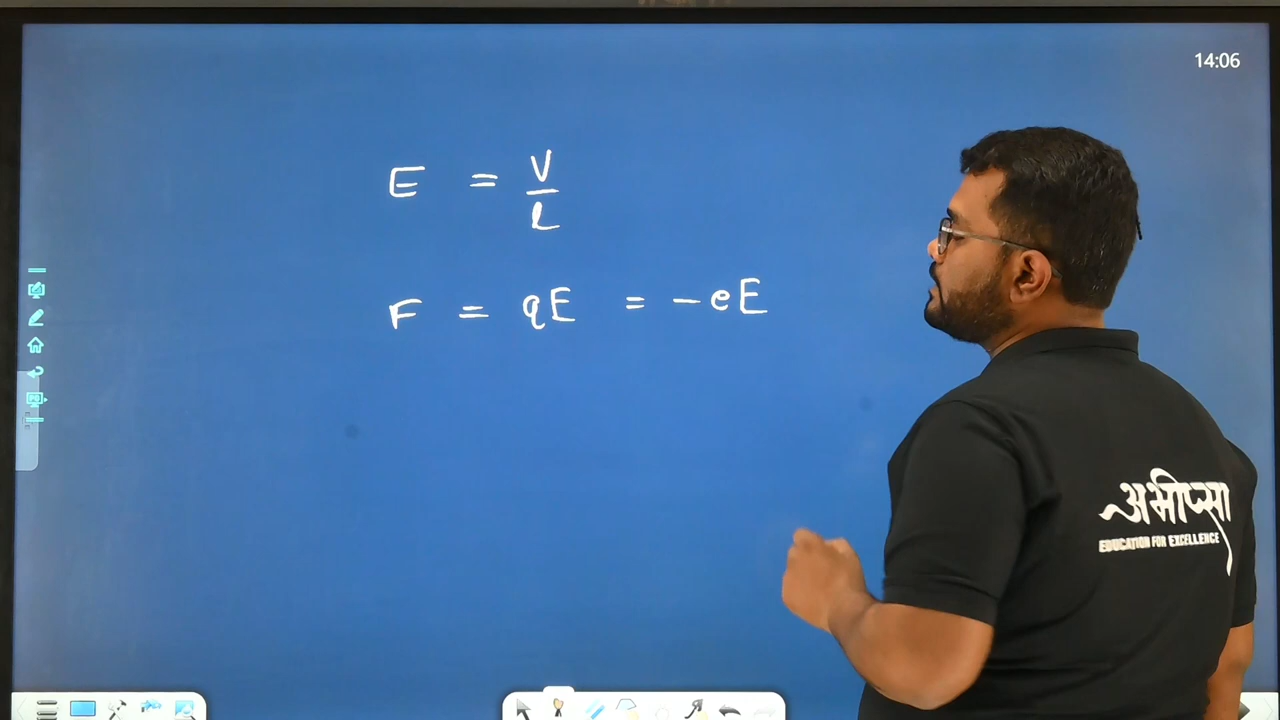 14:06
E = V/l
F = qE = -eE
अभीप्सा
EDUCATION FOR EXCELLENCE